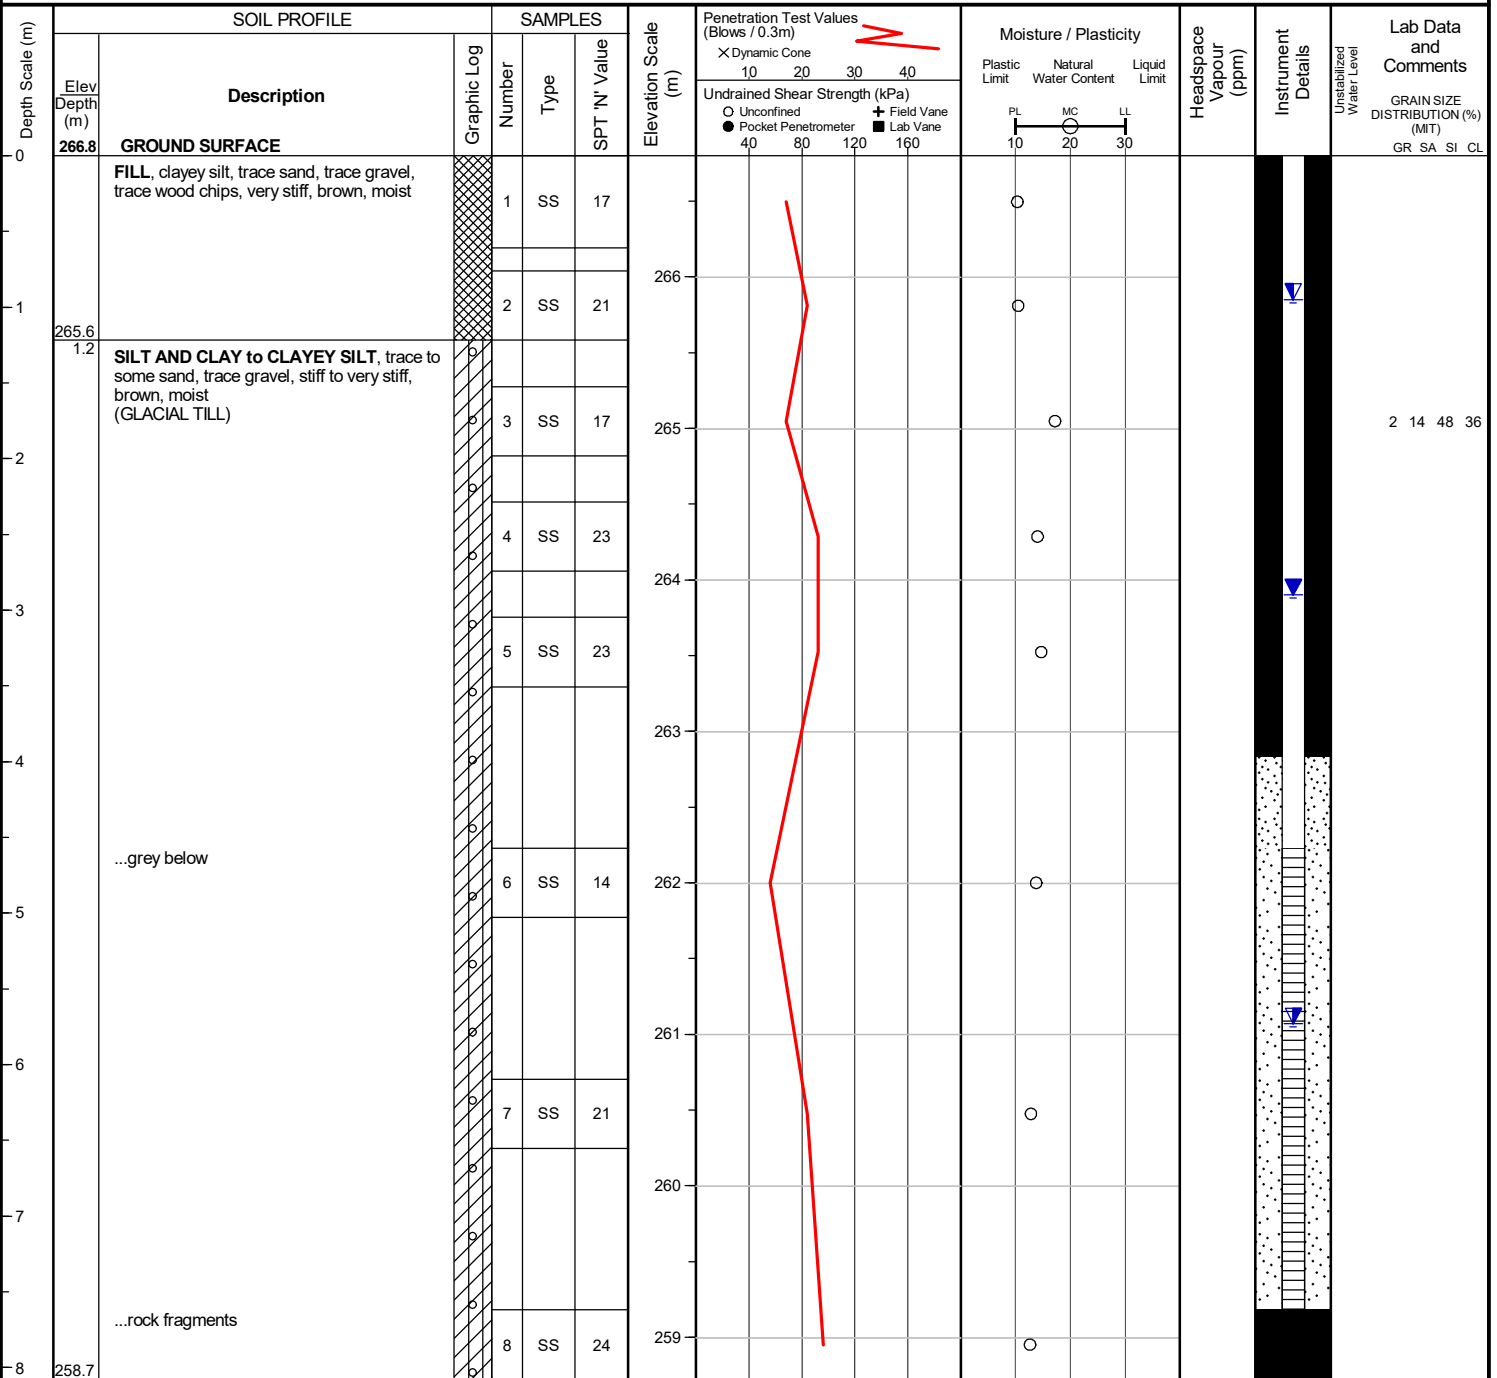 SOIL PROFILE
SAMPLES
Depth Scale (m)
Elev
Depth
(m)
Description
Graphic Log
Number
Type
SPT 'N' Value
Elevation Scale
(m)
Penetration Test Values
(Blows / 0.3m)
Dynamic Cone
10 20 30 40
Undrained Shear Strength (kPa)
Unconfined
Field Vane
Pocket Penetrometer
Lab Vane
40 80 120 160
Moisture / Plasticity
Plastic
Limit
Natural
Water Content
Liquid
Limit
PL MC LL
10 20 30
Headspace
Vapour
(ppm)
Instrument
Details
Unstabilized
Water Level
Lab Data
and
Comments
GRAIN SIZE
DISTRIBUTION (%)
(MIT)
GR SA SI CL
266.8 GROUND SURFACE
0
FILL, clayey silt, trace sand, trace gravel,
trace wood chips, very stiff, brown, moist
1 SS 17
266
1
2 SS 21
265.6
1.2
SILT AND CLAY to CLAYEY SILT, trace to
some sand, trace gravel, stiff to very stiff,
brown, moist
(GLACIAL TILL)
3 SS 17
265
2 14 48 36
2
4 SS 23
264
3
5 SS 23
263
4
...grey below
6 SS 14
262
5
261
6
7 SS 21
260
7
...rock fragments
8 SS 24
259
8
258.7